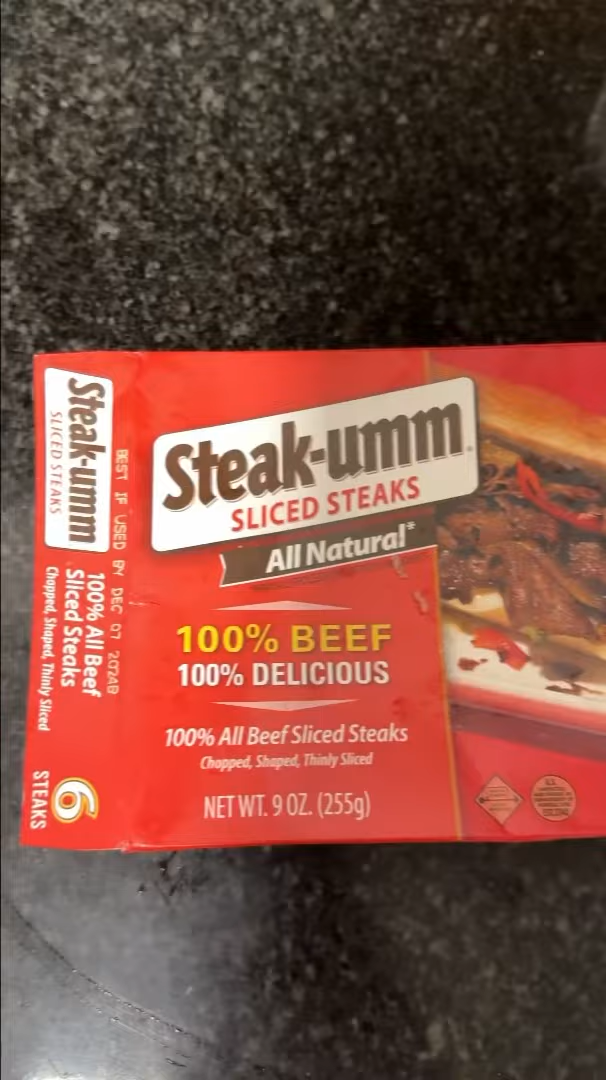 Steak-umm
SLICED STEAKS
100% All Beef
Sliced Steaks
Chopped, Shaped, Thinly Sliced
6
STEAKS
BEST IF USED BY DEC 07 2024B
Steak-umm
SLICED STEAKS
All Natural*
100% BEEF
100% DELICIOUS
100% All Beef Sliced Steaks
Chopped, Shaped, Thinly Sliced
NET WT. 9 OZ. (255g)